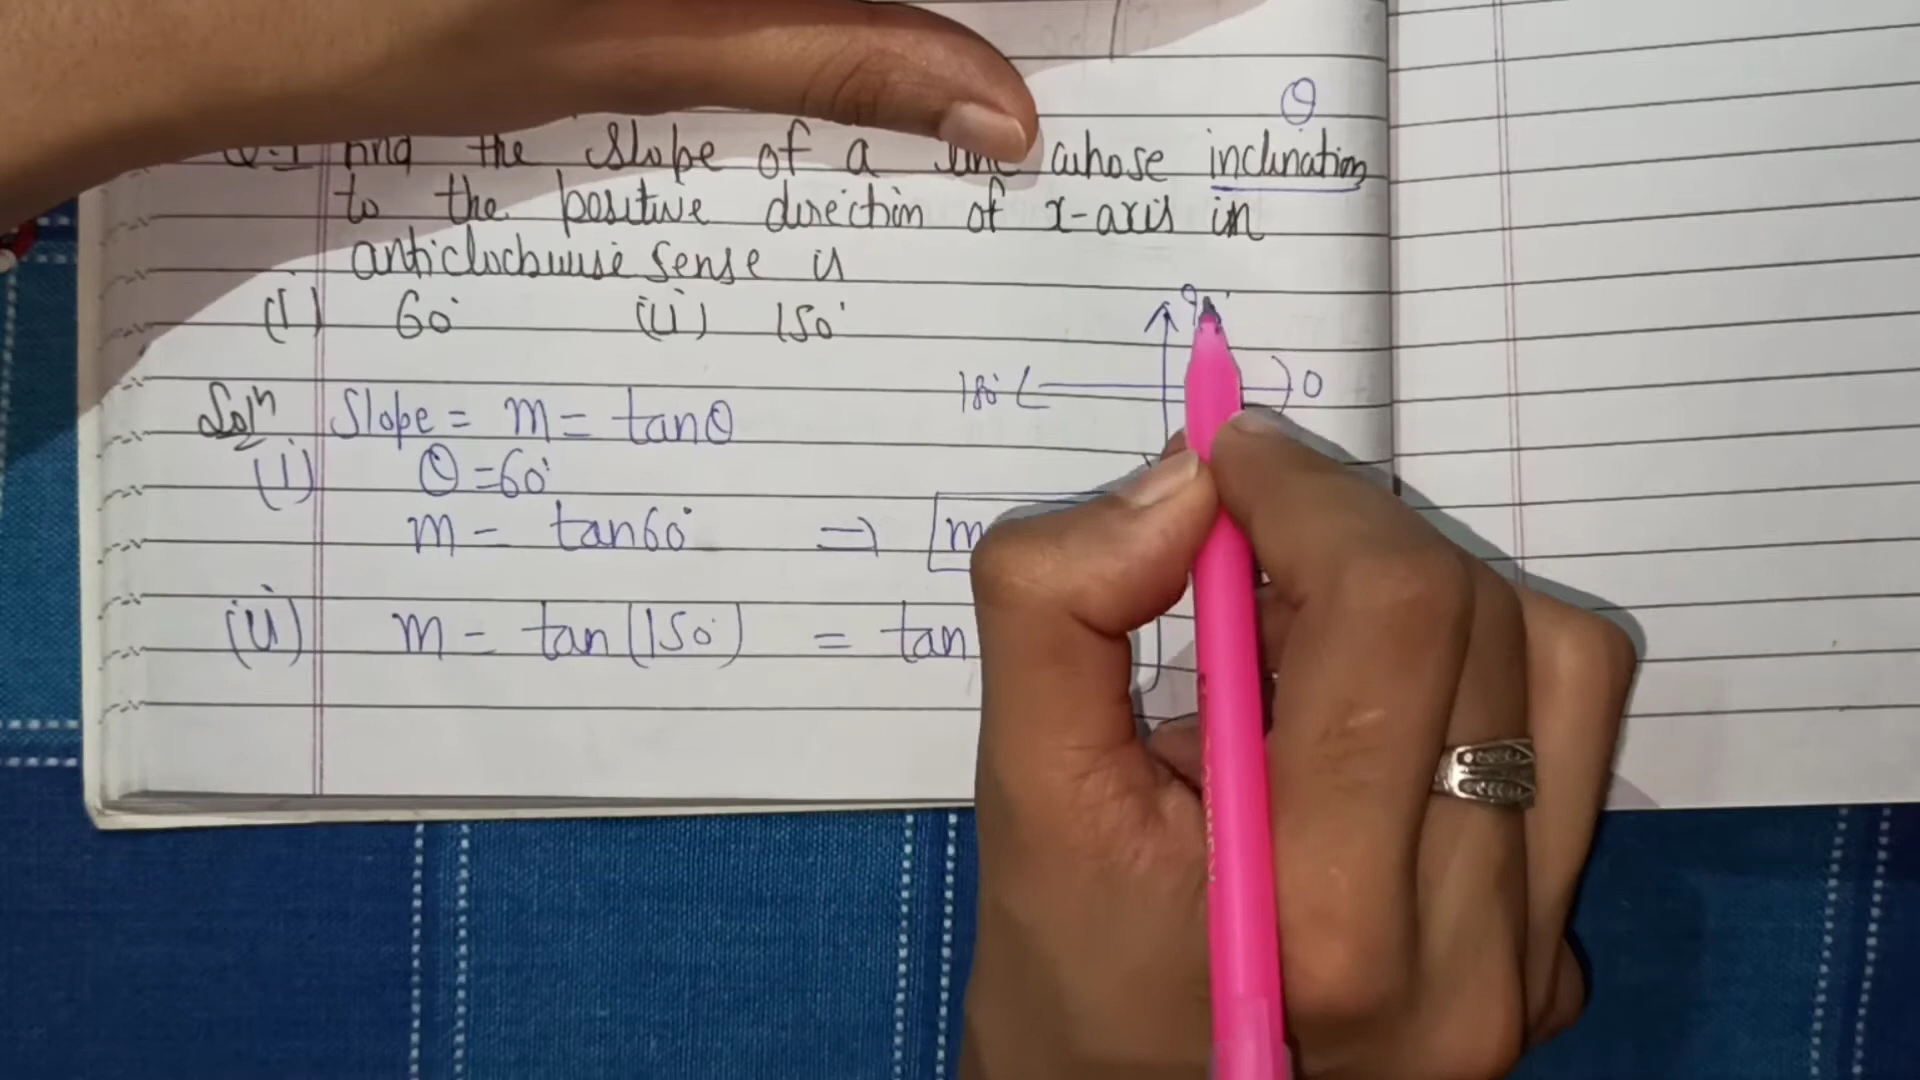 θ
Q.1 find the slope of a line whose inclination
to the positive direction of x-axis in
anticlockwise sense is
(i) 60° (ii) 150°
180° 0
Solⁿ Slope = m = tanθ
(i) θ = 60°
m = tan60° ⇒ m
(ii) m = tan(150°) = tan